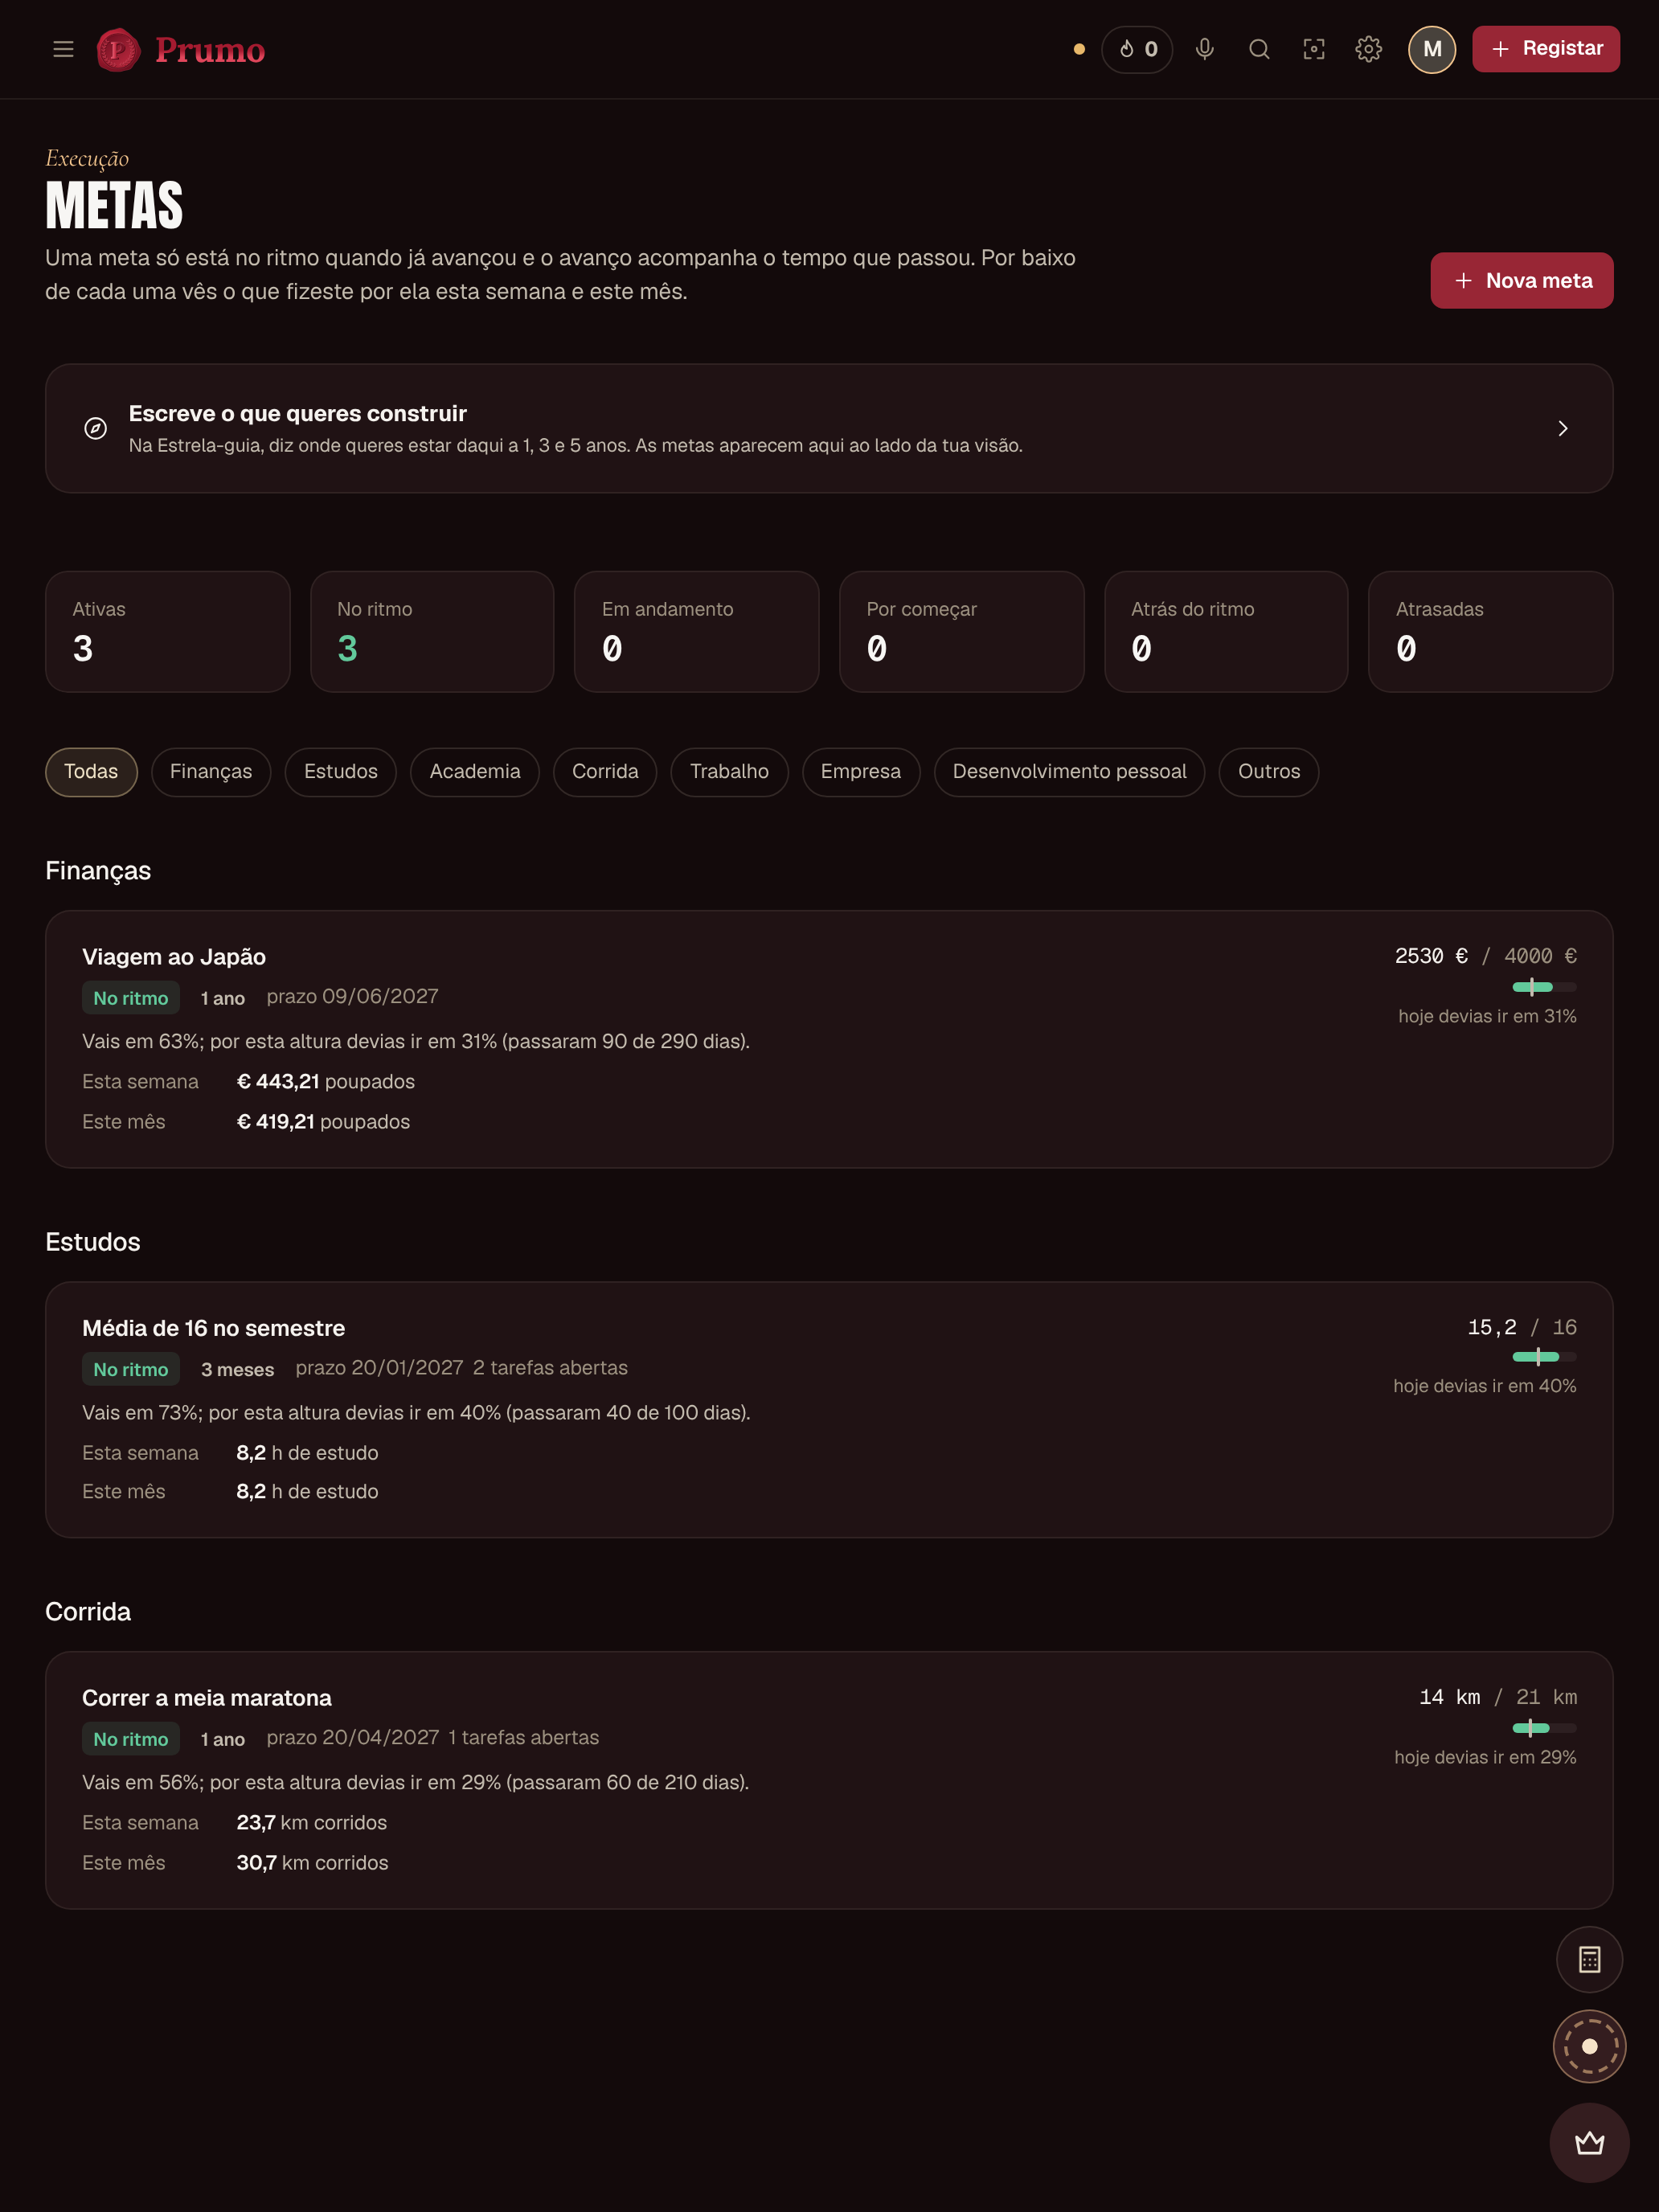 P Prumo
0
M
+ Registar
Execução
METAS
Uma meta só está no ritmo quando já avançou e o avanço acompanha o tempo que passou. Por baixo
de cada uma vês o que fizeste por ela esta semana e este mês.
+ Nova meta
Escreve o que queres construir
Na Estrela-guia, diz onde queres estar daqui a 1, 3 e 5 anos. As metas aparecem aqui ao lado da tua visão.
Ativas
3
No ritmo
3
Em andamento
0
Por começar
0
Atrás do ritmo
0
Atrasadas
0
Todas
Finanças
Estudos
Academia
Corrida
Trabalho
Empresa
Desenvolvimento pessoal
Outros
Finanças
Viagem ao Japão
2530 € / 4000 €
No ritmo 1 ano prazo 09/06/2027
hoje devias ir em 31%
Vais em 63%; por esta altura devias ir em 31% (passaram 90 de 290 dias).
Esta semana € 443,21 poupados
Este mês € 419,21 poupados
Estudos
Média de 16 no semestre
15,2 / 16
No ritmo 3 meses prazo 20/01/2027 2 tarefas abertas
hoje devias ir em 40%
Vais em 73%; por esta altura devias ir em 40% (passaram 40 de 100 dias).
Esta semana 8,2 h de estudo
Este mês 8,2 h de estudo
Corrida
Correr a meia maratona
14 km / 21 km
No ritmo 1 ano prazo 20/04/2027 1 tarefas abertas
hoje devias ir em 29%
Vais em 56%; por esta altura devias ir em 29% (passaram 60 de 210 dias).
Esta semana 23,7 km corridos
Este mês 30,7 km corridos